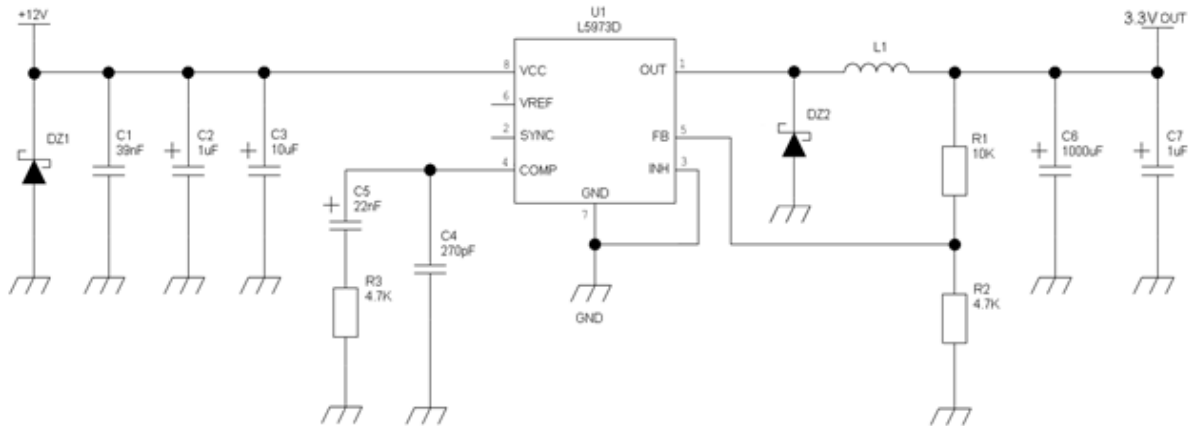 +12V
U1
L5973D
3.3V OUT
L1
8
VCC
OUT
1
6
VREF
2
SYNC
FB
5
4
COMP
INH
3
GND
7
GND
DZ1
C1
39nF
C2
1uF
C3
10uF
C5
22nF
C4
270pF
R3
4.7K
DZ2
R1
10K
R2
4.7K
C6
1000uF
C7
1uF